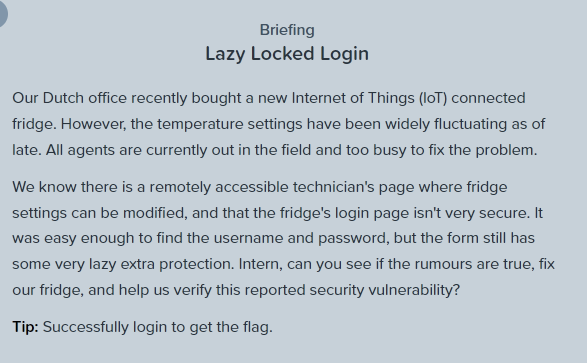 Briefing
Lazy Locked Login
Our Dutch office recently bought a new Internet of Things (IoT) connected
fridge. However, the temperature settings have been widely fluctuating as of
late. All agents are currently out in the field and too busy to fix the problem.
We know there is a remotely accessible technician's page where fridge
settings can be modified, and that the fridge's login page isn't very secure. It
was easy enough to find the username and password, but the form still has
some very lazy extra protection. Intern, can you see if the rumours are true, fix
our fridge, and help us verify this reported security vulnerability?
Tip: Successfully login to get the flag.